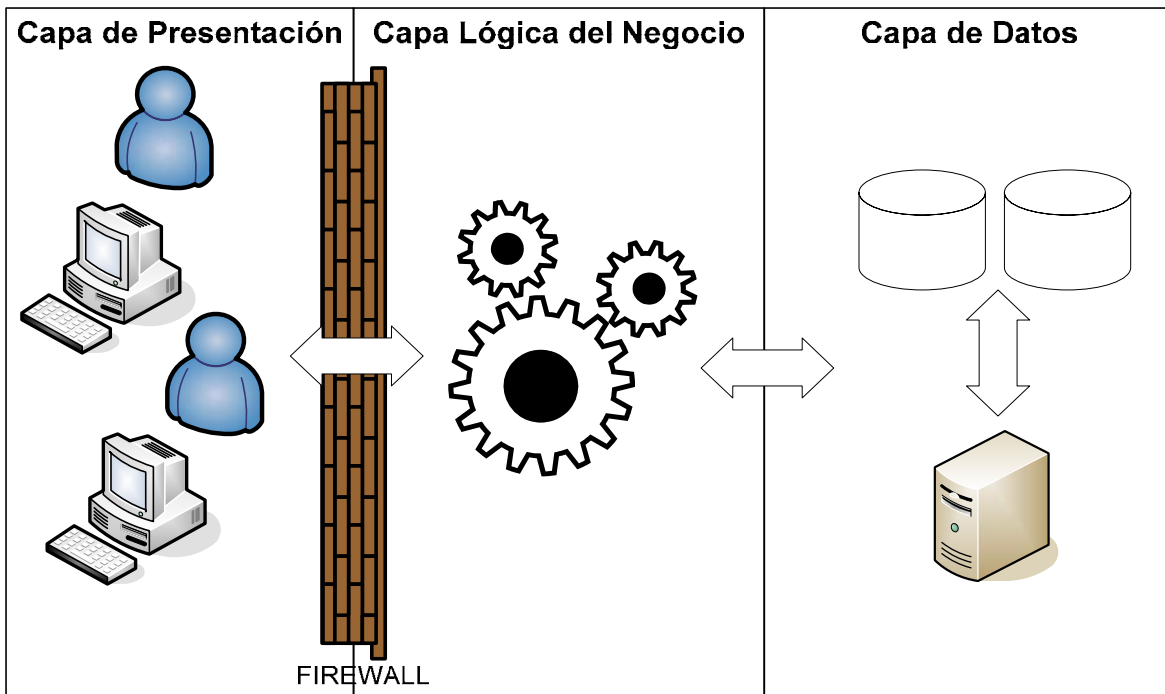 Capa de Presentación
Capa Lógica del Negocio
Capa de Datos
FIREWALL